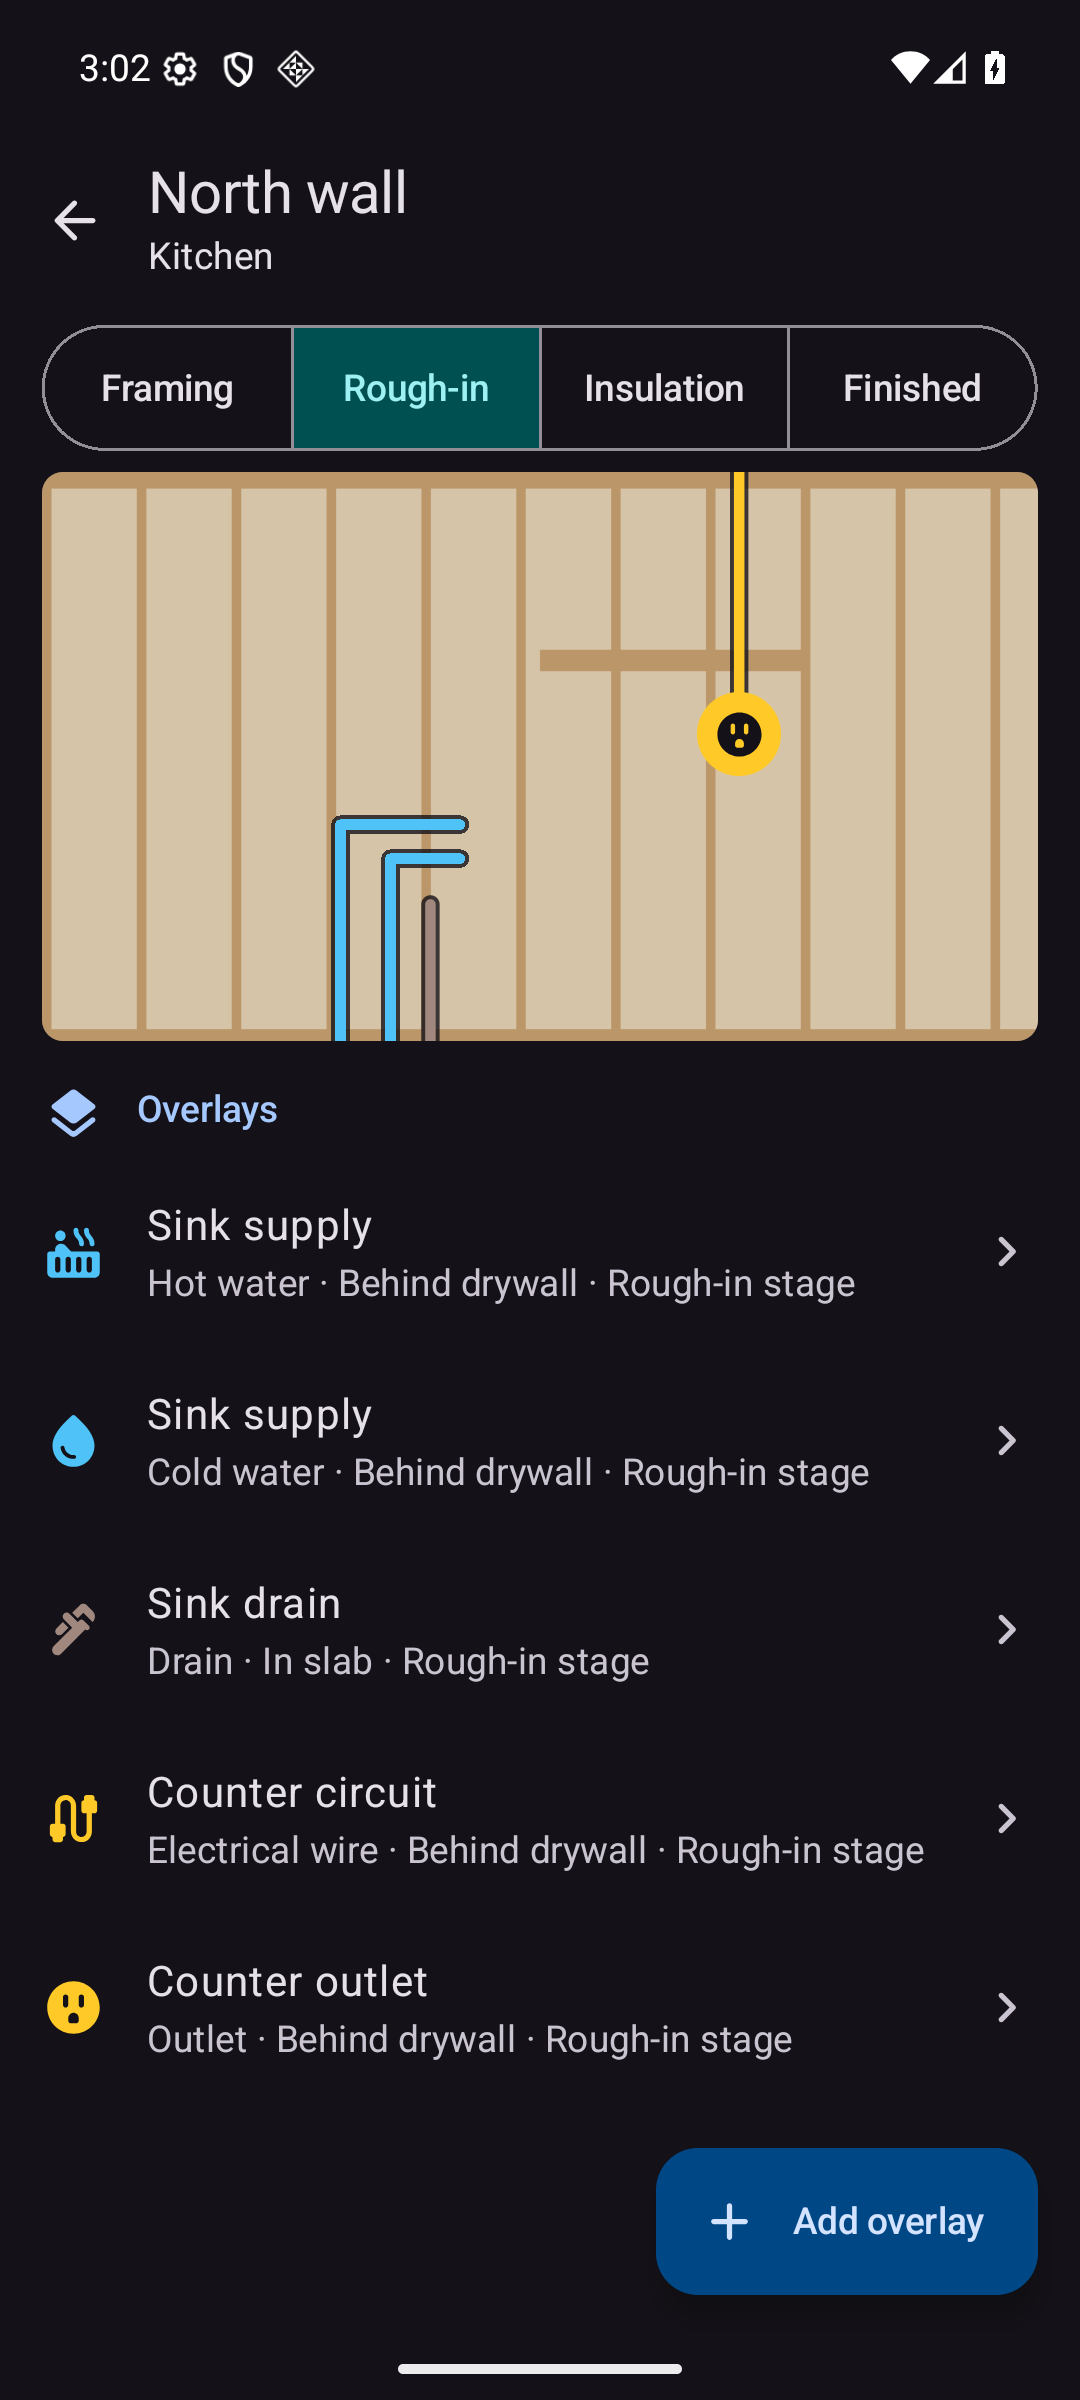 3:02
North wall
Kitchen
Framing
Rough-in
Insulation
Finished
Overlays
Sink supply
Hot water · Behind drywall · Rough-in stage
Sink supply
Cold water · Behind drywall · Rough-in stage
Sink drain
Drain · In slab · Rough-in stage
Counter circuit
Electrical wire · Behind drywall · Rough-in stage
Counter outlet
Outlet · Behind drywall · Rough-in stage
Add overlay